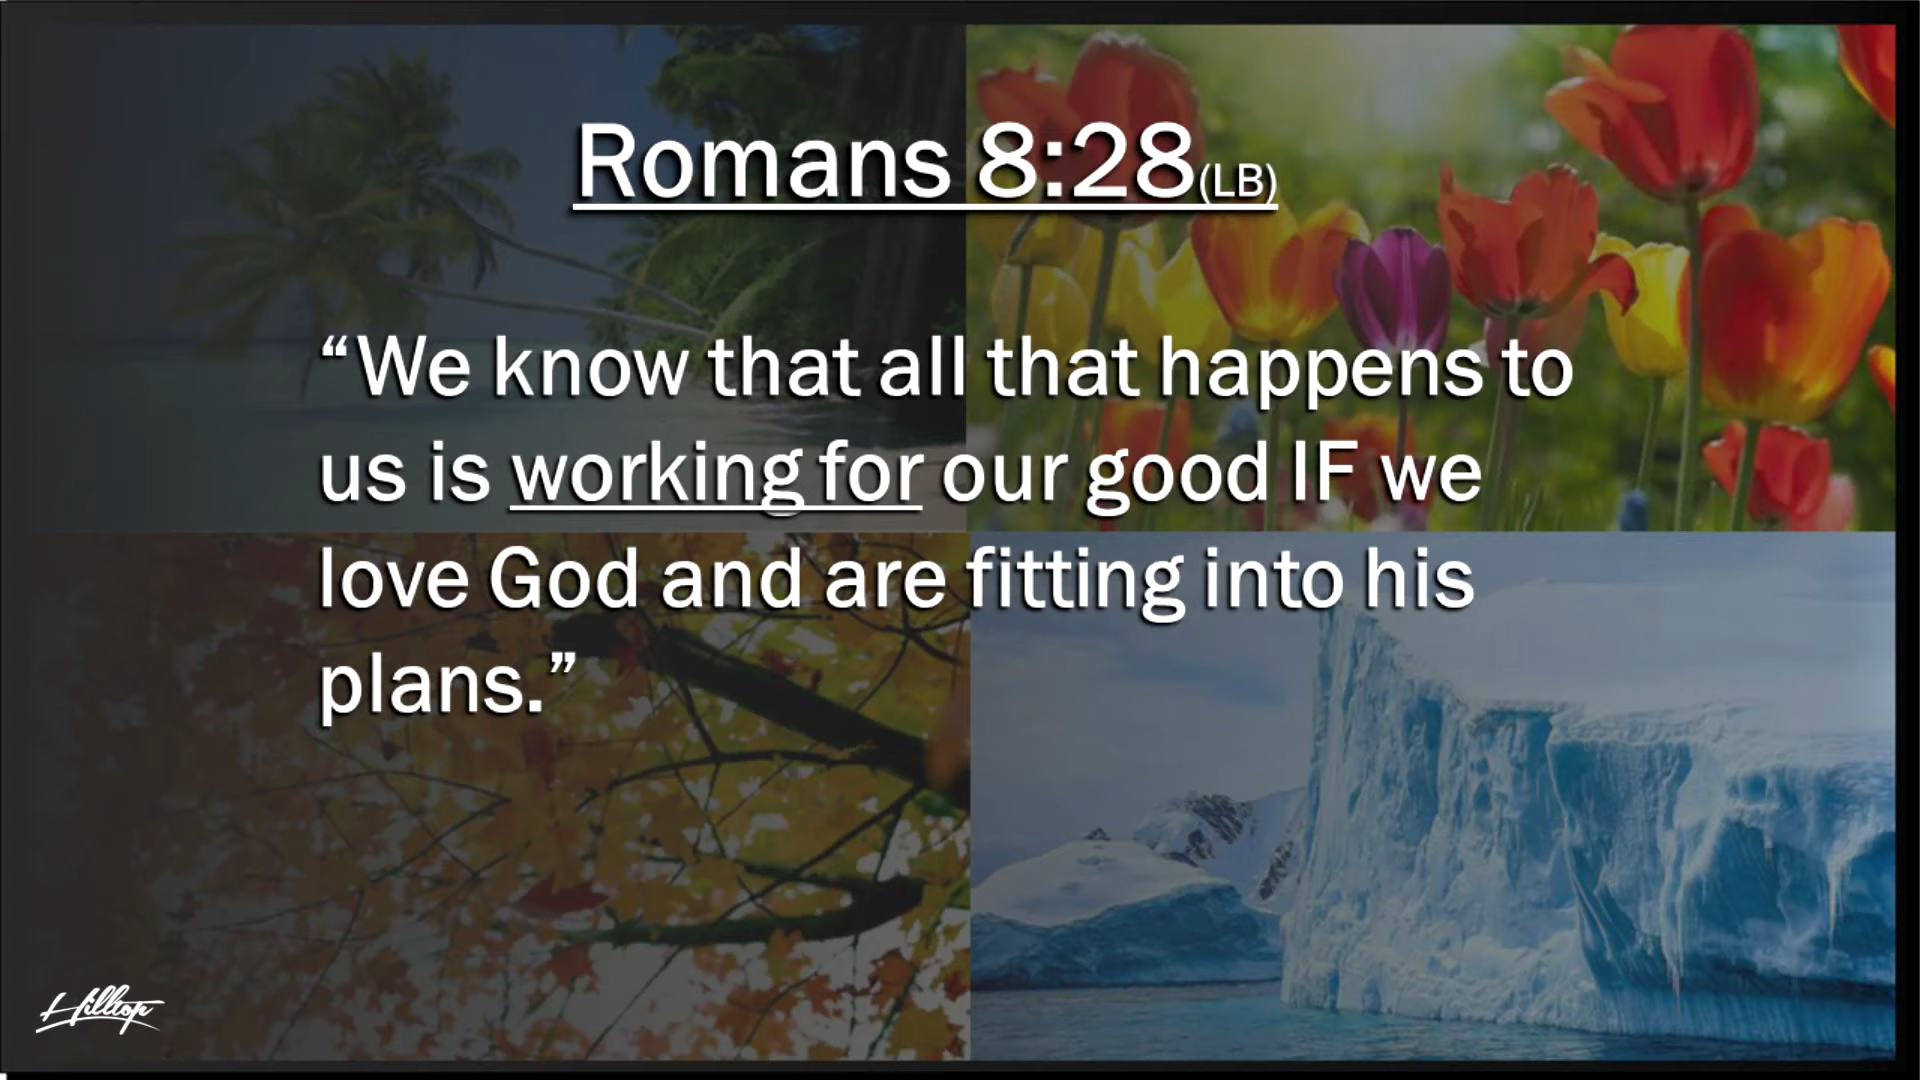 Romans 8:28(LB)
“We know that all that happens to
us is working for our good IF we
love God and are fitting into his
plans.”
Hilltop